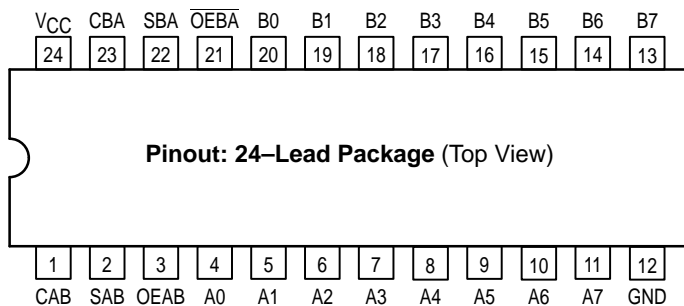 VCC CBA SBA OEBA B0 B1 B2 B3 B4 B5 B6 B7
24 23 22 21 20 19 18 17 16 15 14 13
Pinout: 24–Lead Package (Top View)
1 2 3 4 5 6 7 8 9 10 11 12
CAB SAB OEAB A0 A1 A2 A3 A4 A5 A6 A7 GND